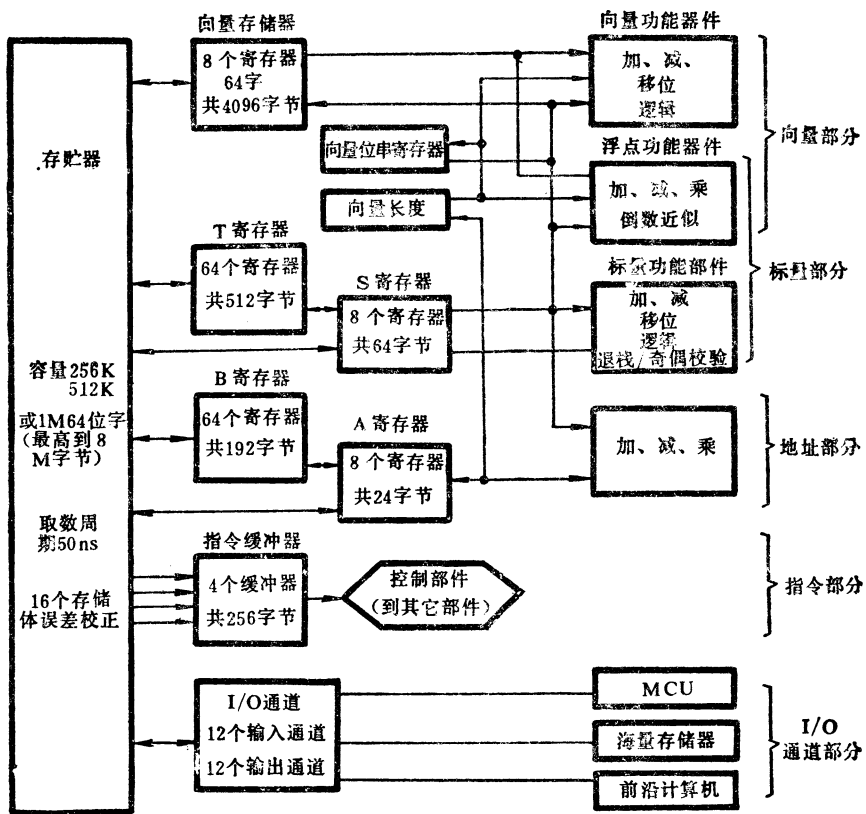 向量存储器
8个寄存器
64字
共4096字节
向量功能器件
加、减、
移位
逻辑
向量部分
存贮器
向量位串寄存器
向量长度
浮点功能器件
加、减、乘
倒数近似
T寄存器
64个寄存器
共512字节
S寄存器
8个寄存器
共64字节
标量功能部件
加、减
移位
逻辑
退栈/奇偶校验
标量部分
容量256K
512K
或1M64位字
(最高到8
M字节)
B寄存器
64个寄存器
共192字节
A寄存器
8个寄存器
共24字节
加、减、乘
地址部分
取数周
期50ns
16个存储
体误差校正
指令缓冲器
4个缓冲器
共256字节
控制部件
(到其它部件)
指令部分
I/O通道
12个输入通道
12个输出通道
MCU
海量存储器
前沿计算机
I/O
通道部分